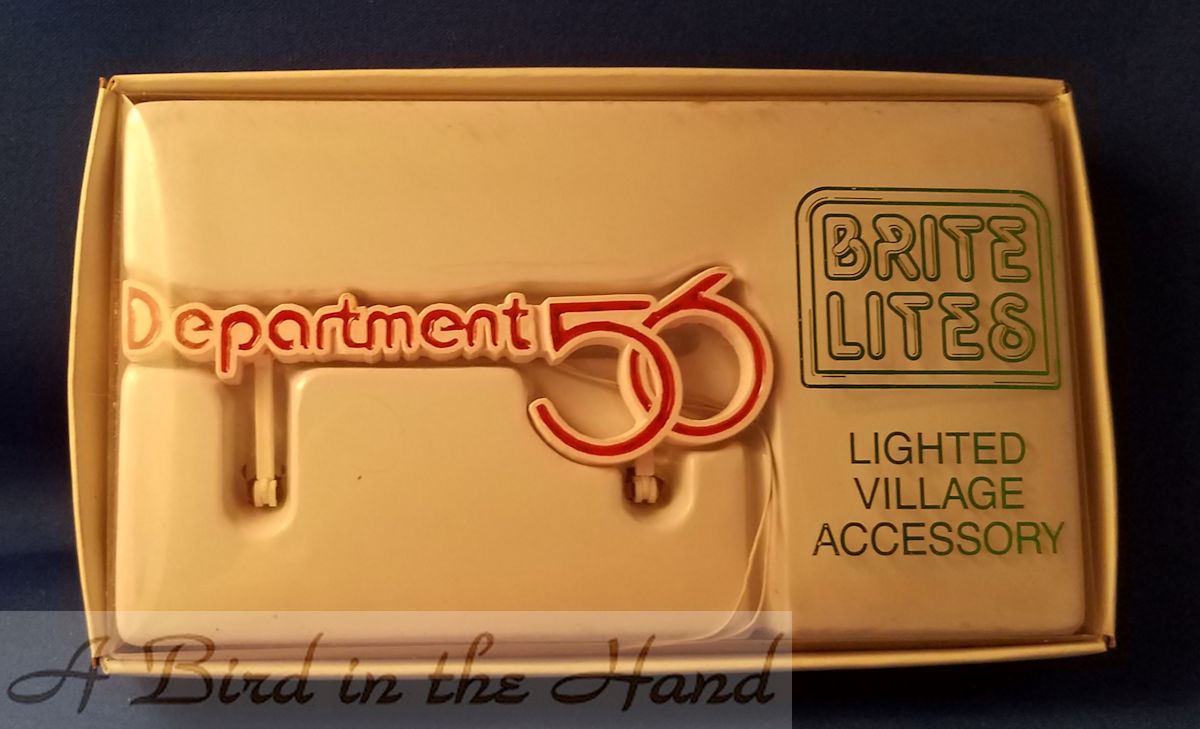 Department 56
BRITE
LITES
LIGHTED
VILLAGE
ACCESSORY
A Bird in the Hand